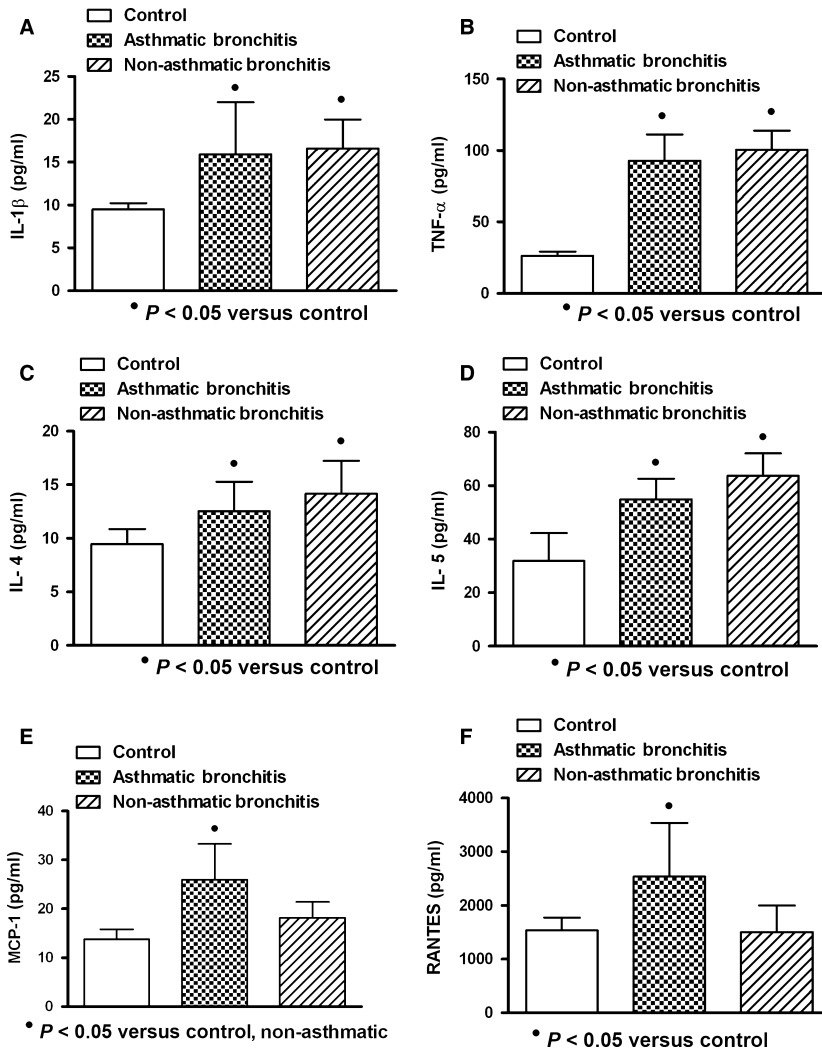 A
Control
Asthmatic bronchitis
Non-asthmatic bronchitis
25
20
15
10
5
0
IL-1β (pg/ml)
• P < 0.05 versus control
B
Control
Asthmatic bronchitis
Non-asthmatic bronchitis
150
100
50
0
TNF-α (pg/ml)
• P < 0.05 versus control
C
Control
Asthmatic bronchitis
Non-asthmatic bronchitis
20
15
10
5
0
IL- 4 (pg/ml)
• P < 0.05 versus control
D
Control
Asthmatic bronchitis
Non-asthmatic bronchitis
80
60
40
20
0
IL- 5 (pg/ml)
• P < 0.05 versus control
E
Control
Asthmatic bronchitis
Non-asthmatic bronchitis
40
30
20
10
0
MCP-1 (pg/ml)
• P < 0.05 versus control, non-asthmatic
F
Control
Asthmatic bronchitis
Non-asthmatic bronchitis
4000
3000
2000
1000
0
RANTES (pg/ml)
• P < 0.05 versus control